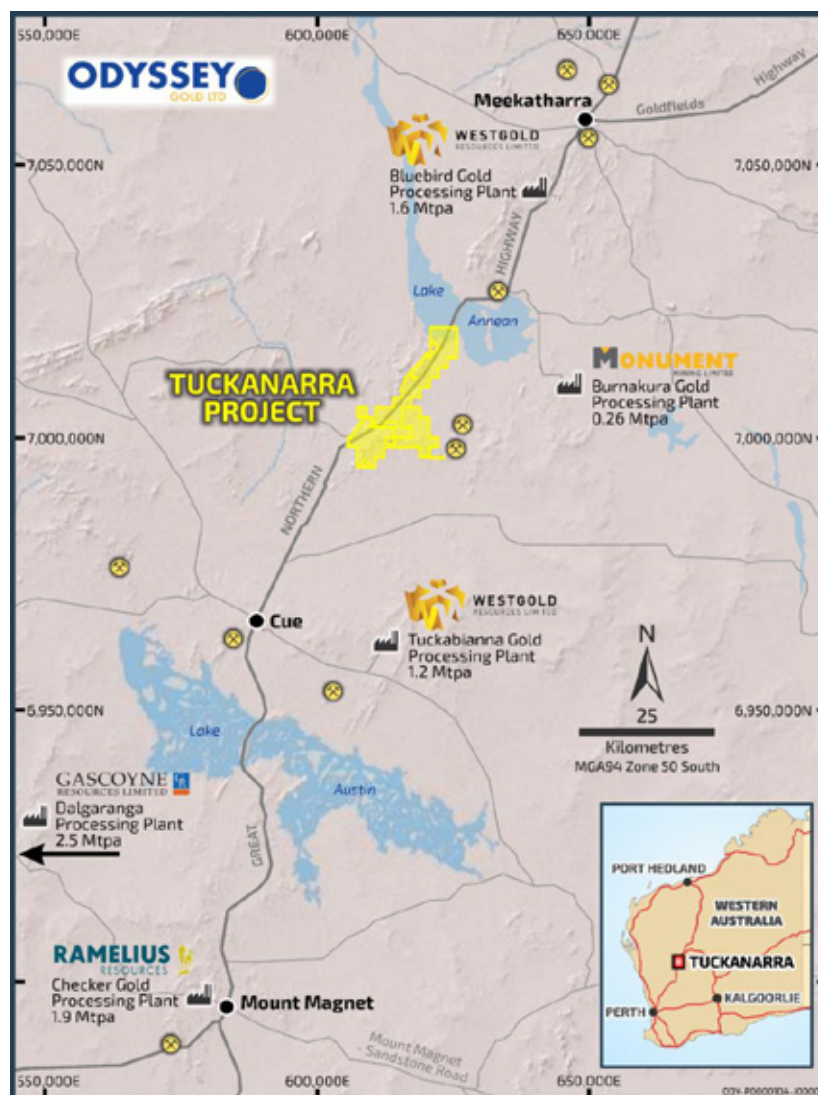 550,000E
600,000E
650,000E
ODYSSEY
GOLD LTD
Meekatharra
Goldfields
Highway
WESTGOLD
RESOURCES LIMITED
7,050,000N
7,050,000N
Bluebird Gold
Processing Plant
1.6 Mtpa
HIGHWAY
Lake
Annean
TUCKANARRA
PROJECT
MONUMENT
MINING LIMITED
Burnakura Gold
Processing Plant
0.26 Mtpa
7,000,000N
7,000,000N
NORTHERN
WESTGOLD
RESOURCES LIMITED
Cue
Tuckabianna Gold
Processing Plant
1.2 Mtpa
N
6,950,000N
6,950,000N
25
Kilometres
MGA94 Zone 50 South
Lake
Austin
GASCOYNE
RESOURCES LIMITED
Dalgaranga
Processing Plant
2.5 Mtpa
GREAT
PORT HEDLAND
WESTERN
AUSTRALIA
TUCKANARRA
KALGOORLIE
PERTH
RAMELIUS
RESOURCES
Checker Gold
Processing Plant
1.9 Mtpa
Mount Magnet
Mount Magnet
Sandstone Road
550,000E
600,000E
650,000E